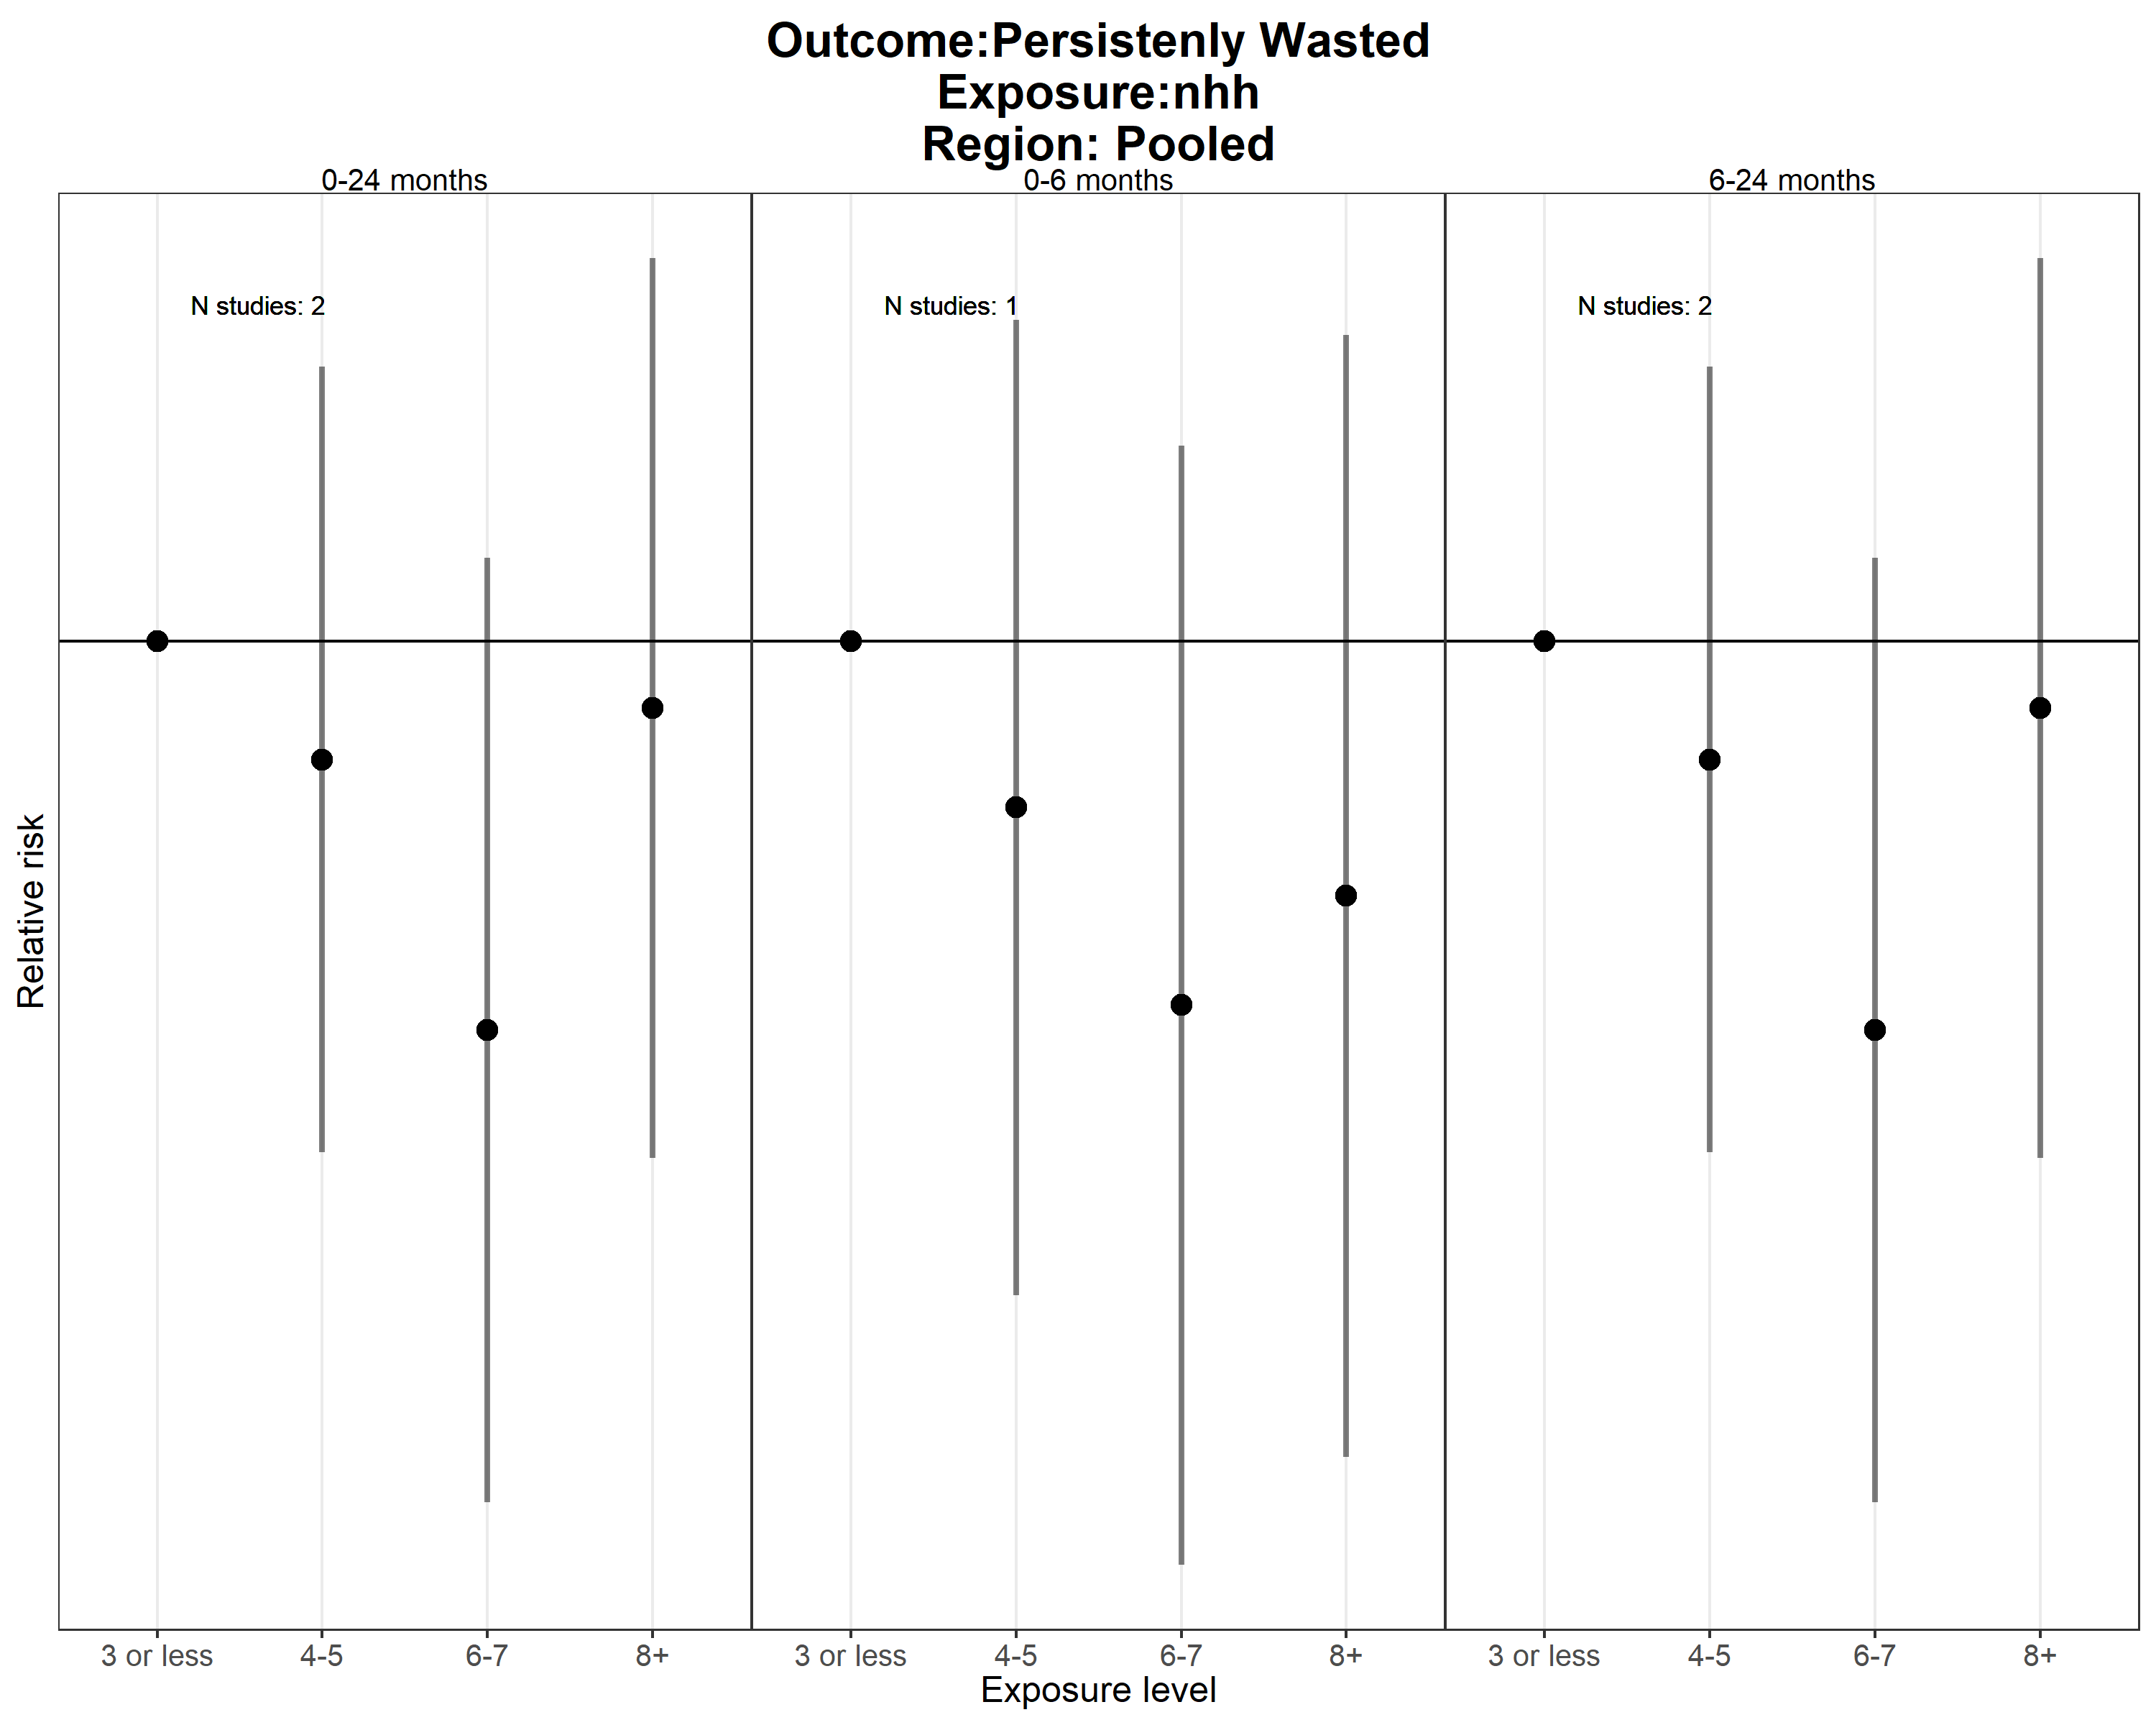 Outcome:Persistenly Wasted
Exposure:nhh
Region: Pooled
0-24 months
0-6 months
6-24 months
N studies: 2
N studies: 1
N studies: 2
Relative risk
3 or less 4-5 6-7 8+ 3 or less 4-5 6-7 8+ 3 or less 4-5 6-7 8+
Exposure level